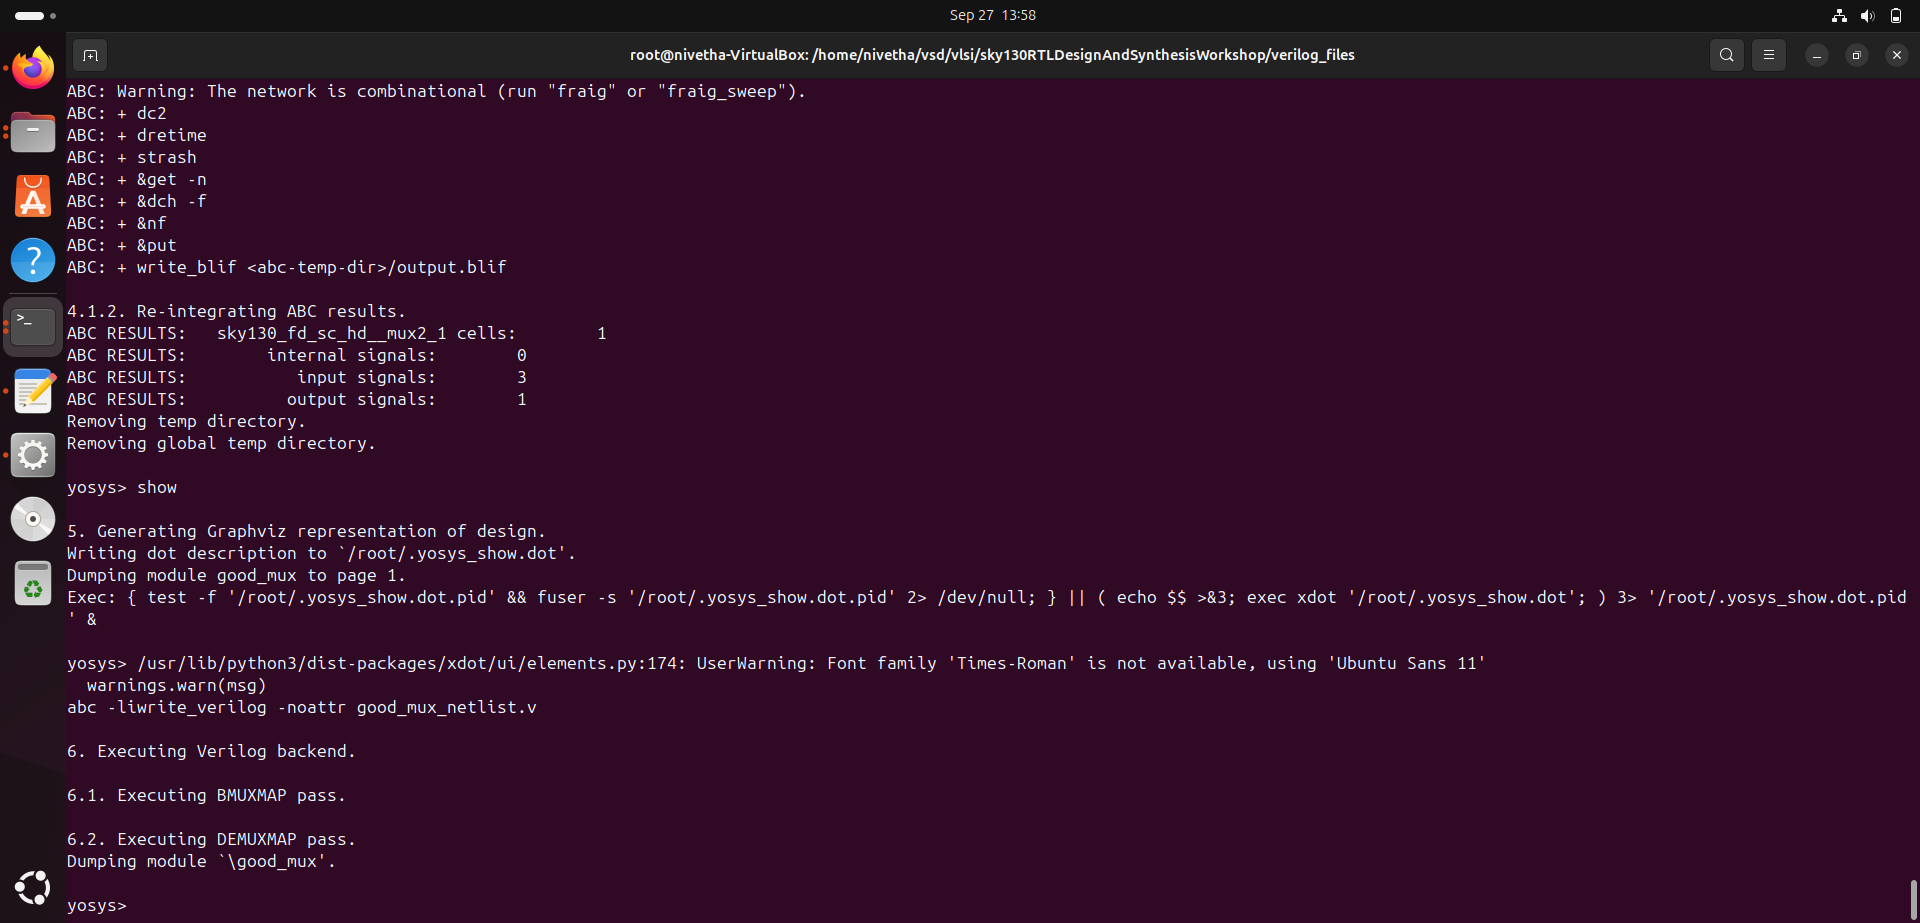 Sep 27 13:58
root@nivetha-VirtualBox: /home/nivetha/vsd/vlsi/sky130RTLDesignAndSynthesisWorkshop/verilog_files
ABC: Warning: The network is combinational (run "fraig" or "fraig_sweep").
ABC: + dc2
ABC: + dretime
ABC: + strash
ABC: + &get -n
ABC: + &dch -f
ABC: + &nf
ABC: + &put
ABC: + write_blif <abc-temp-dir>/output.blif
4.1.2. Re-integrating ABC results.
ABC RESULTS:   sky130_fd_sc_hd__mux2_1 cells:        1
ABC RESULTS:        internal signals:        0
ABC RESULTS:           input signals:        3
ABC RESULTS:          output signals:        1
Removing temp directory.
Removing global temp directory.
yosys> show
5. Generating Graphviz representation of design.
Writing dot description to `/root/.yosys_show.dot'.
Dumping module good_mux to page 1.
Exec: { test -f '/root/.yosys_show.dot.pid' && fuser -s '/root/.yosys_show.dot.pid' 2> /dev/null; } || ( echo $$ >&3; exec xdot '/root/.yosys_show.dot'; ) 3> '/root/.yosys_show.dot.pid
' &
yosys> /usr/lib/python3/dist-packages/xdot/ui/elements.py:174: UserWarning: Font family 'Times-Roman' is not available, using 'Ubuntu Sans 11'
  warnings.warn(msg)
abc -liwrite_verilog -noattr good_mux_netlist.v
6. Executing Verilog backend.
6.1. Executing BMUXMAP pass.
6.2. Executing DEMUXMAP pass.
Dumping module `\good_mux'.
yosys>